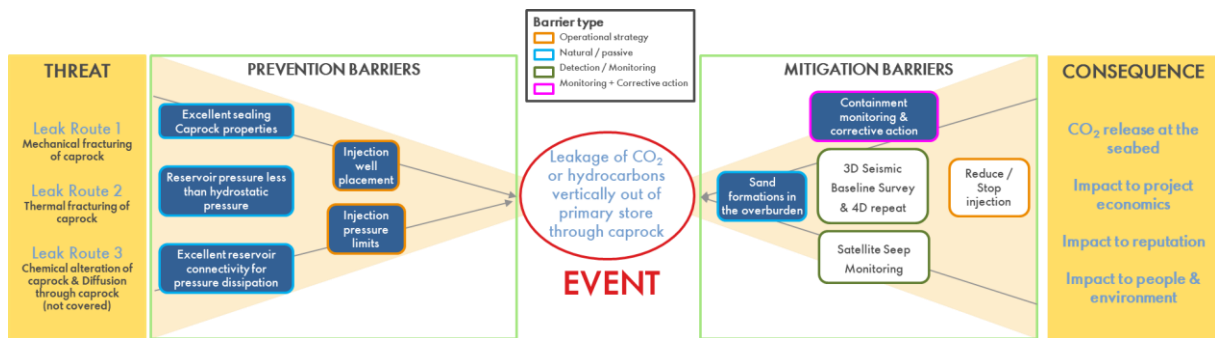 Barrier type
Operational strategy
Natural / passive
Detection / Monitoring
Monitoring + Corrective action
THREAT
Leak Route 1
Mechanical fracturing
of caprock
Leak Route 2
Thermal fracturing of
caprock
Leak Route 3
Chemical alteration of
caprock & Diffusion
through caprock
(not covered)
PREVENTION BARRIERS
Excellent sealing
Caprock properties
Reservoir pressure less
than hydrostatic
pressure
Excellent reservoir
connectivity for
pressure dissipation
Injection
well
placement
Injection
pressure
limits
Leakage of CO₂
or hydrocarbons
vertically out of
primary store
through caprock
EVENT
MITIGATION BARRIERS
Containment
monitoring &
corrective action
Sand
formations in
the overburden
3D Seismic
Baseline Survey
& 4D repeat
Satellite Seep
Monitoring
Reduce /
Stop
injection
CONSEQUENCE
CO₂ release at the
seabed
Impact to project
economics
Impact to reputation
Impact to people &
environment